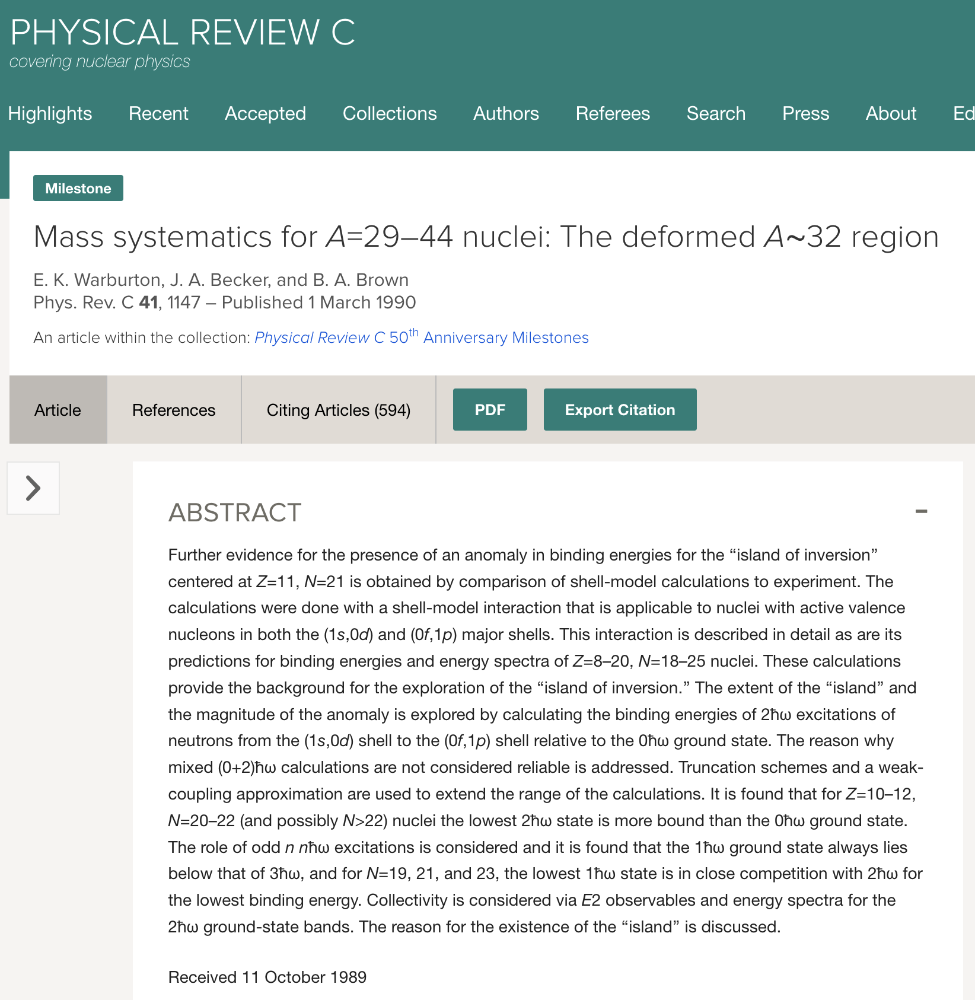 PHYSICAL REVIEW C
covering nuclear physics
Highlights Recent Accepted Collections Authors Referees Search Press About Ed
Milestone
Mass systematics for A=29–44 nuclei: The deformed A~32 region
E. K. Warburton, J. A. Becker, and B. A. Brown
Phys. Rev. C 41, 1147 – Published 1 March 1990
An article within the collection: Physical Review C 50th Anniversary Milestones
Article References Citing Articles (594) PDF Export Citation
ABSTRACT
Further evidence for the presence of an anomaly in binding energies for the “island of inversion”
centered at Z=11, N=21 is obtained by comparison of shell-model calculations to experiment. The
calculations were done with a shell-model interaction that is applicable to nuclei with active valence
nucleons in both the (1s,0d) and (0f,1p) major shells. This interaction is described in detail as are its
predictions for binding energies and energy spectra of Z=8–20, N=18–25 nuclei. These calculations
provide the background for the exploration of the “island of inversion.” The extent of the “island” and
the magnitude of the anomaly is explored by calculating the binding energies of 2ħω excitations of
neutrons from the (1s,0d) shell to the (0f,1p) shell relative to the 0ħω ground state. The reason why
mixed (0+2)ħω calculations are not considered reliable is addressed. Truncation schemes and a weak-
coupling approximation are used to extend the range of the calculations. It is found that for Z=10–12,
N=20–22 (and possibly N>22) nuclei the lowest 2ħω state is more bound than the 0ħω ground state.
The role of odd n nħω excitations is considered and it is found that the 1ħω ground state always lies
below that of 3ħω, and for N=19, 21, and 23, the lowest 1ħω state is in close competition with 2ħω for
the lowest binding energy. Collectivity is considered via E2 observables and energy spectra for the
2ħω ground-state bands. The reason for the existence of the “island” is discussed.
Received 11 October 1989